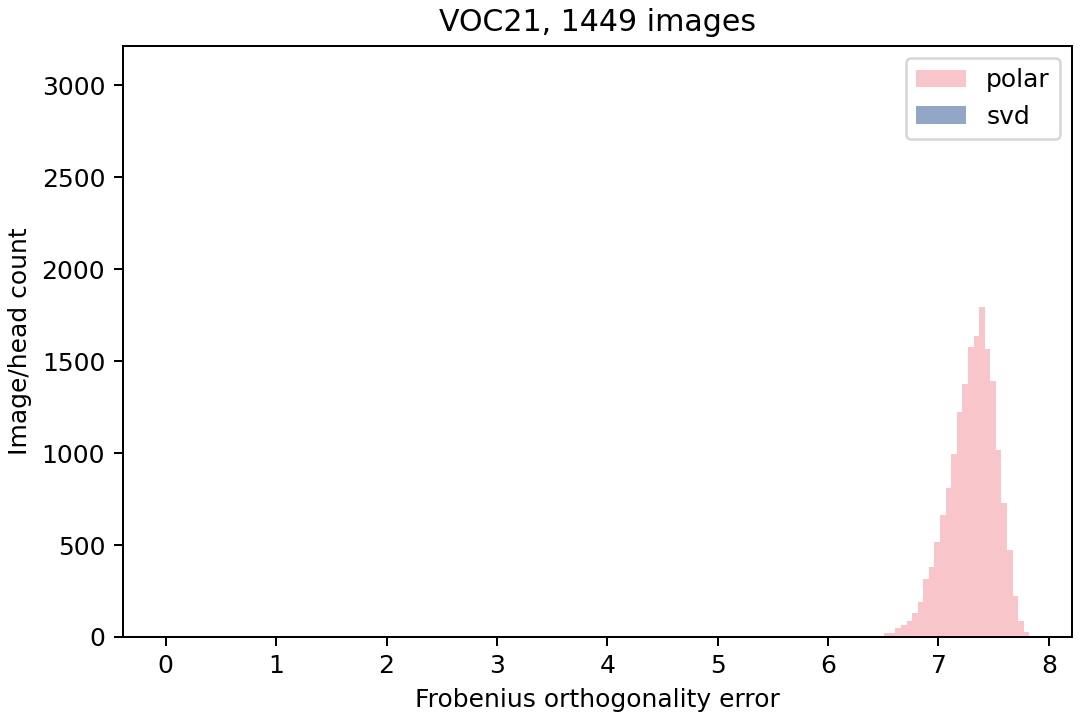 VOC21, 1449 images
polar
svd
Image/head count
3000
2500
2000
1500
1000
500
0
0 1 2 3 4 5 6 7 8
Frobenius orthogonality error